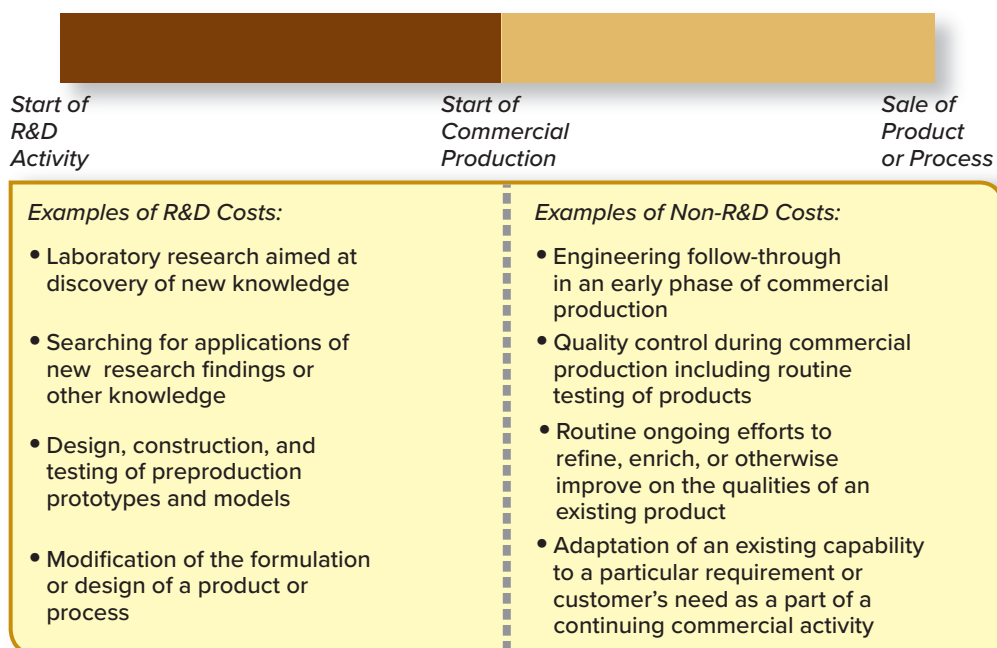 Start of
R&D
Activity
Start of
Commercial
Production
Sale of
Product
or Process
Examples of R&D Costs:
• Laboratory research aimed at
discovery of new knowledge
• Searching for applications of
new research findings or
other knowledge
• Design, construction, and
testing of preproduction
prototypes and models
• Modification of the formulation
or design of a product or
process
Examples of Non-R&D Costs:
• Engineering follow-through
in an early phase of commercial
production
• Quality control during commercial
production including routine
testing of products
• Routine ongoing efforts to
refine, enrich, or otherwise
improve on the qualities of an
existing product
• Adaptation of an existing capability
to a particular requirement or
customer's need as a part of a
continuing commercial activity